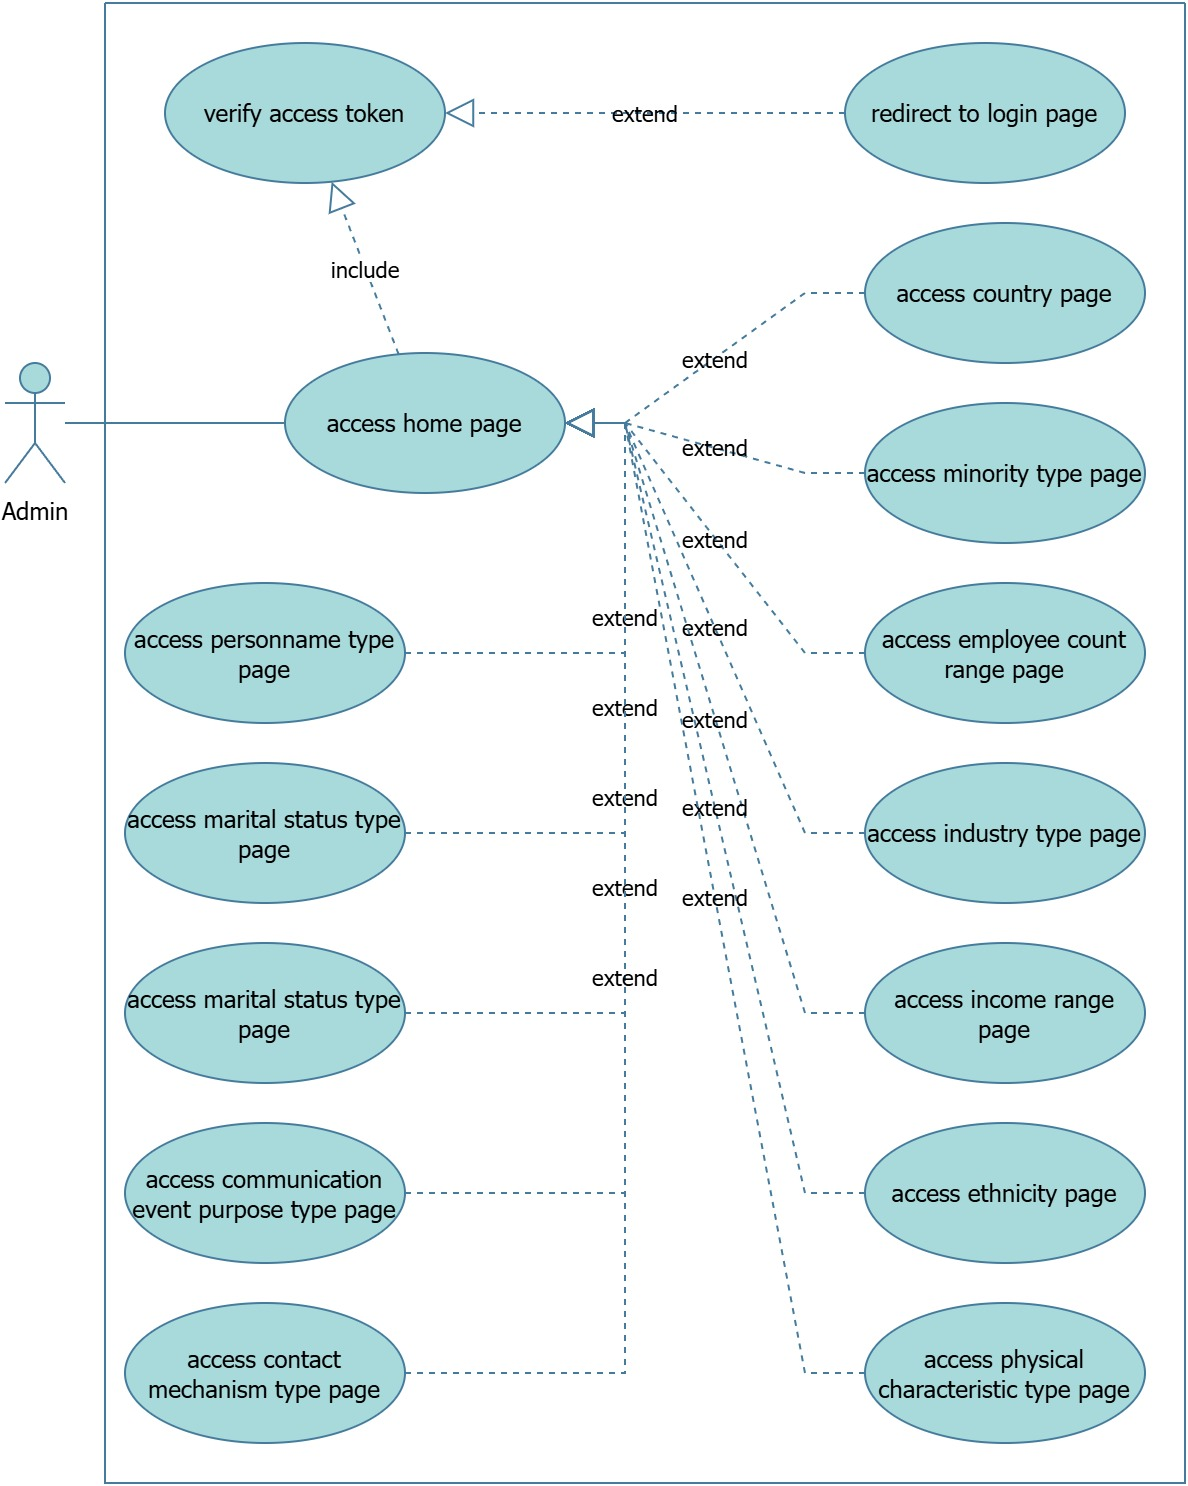 verify access token
extend
redirect to login page
access country page
include
extend
access home page
extend
access minority type page
Admin
extend
access personname type
page
extend
extend
access employee count
range page
extend
extend
access marital status type
page
extend
extend
access industry type page
extend
extend
access marital status type
page
extend
access income range
page
access communication
event purpose type page
access ethnicity page
access contact
mechanism type page
access physical
characteristic type page